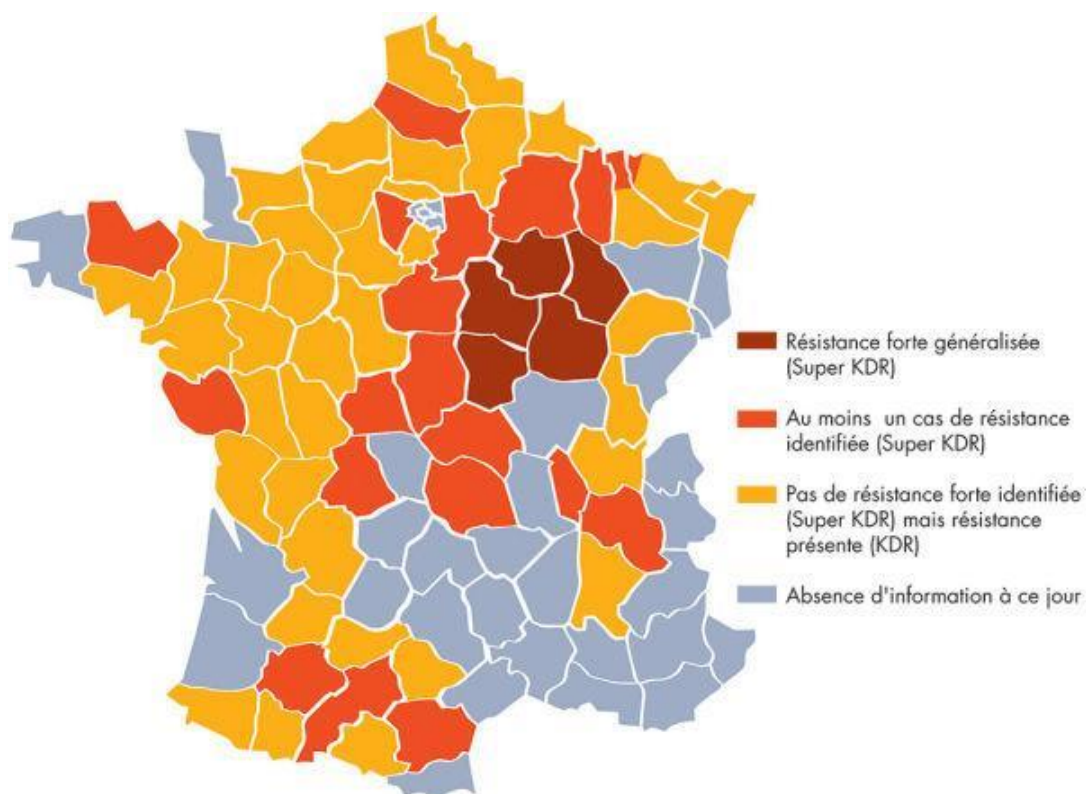 Résistance forte généralisée
(Super KDR)
Au moins un cas de résistance
identifiée (Super KDR)
Pas de résistance forte identifiée
(Super KDR) mais résistance
présente (KDR)
Absence d'information à ce jour